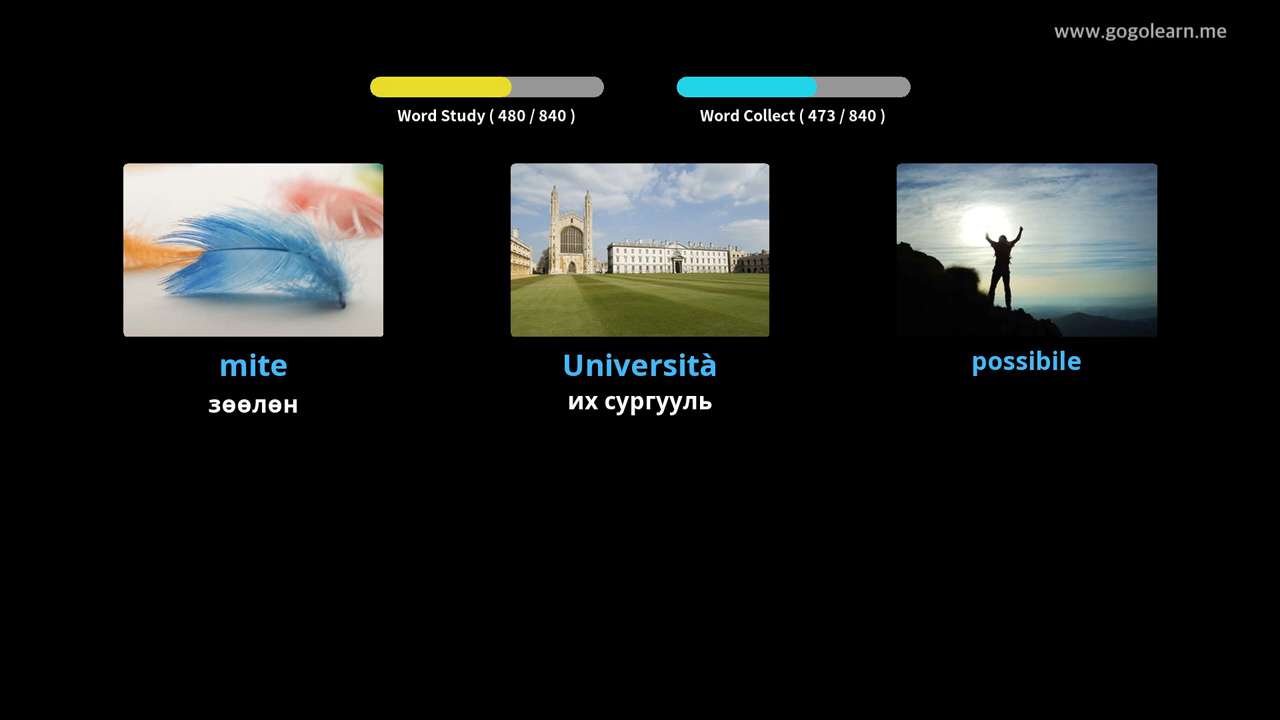 www.gogolearn.me
Word Study ( 480 / 840 )
Word Collect ( 473 / 840 )
mite
зөөлөн
Università
их сургууль
possibile